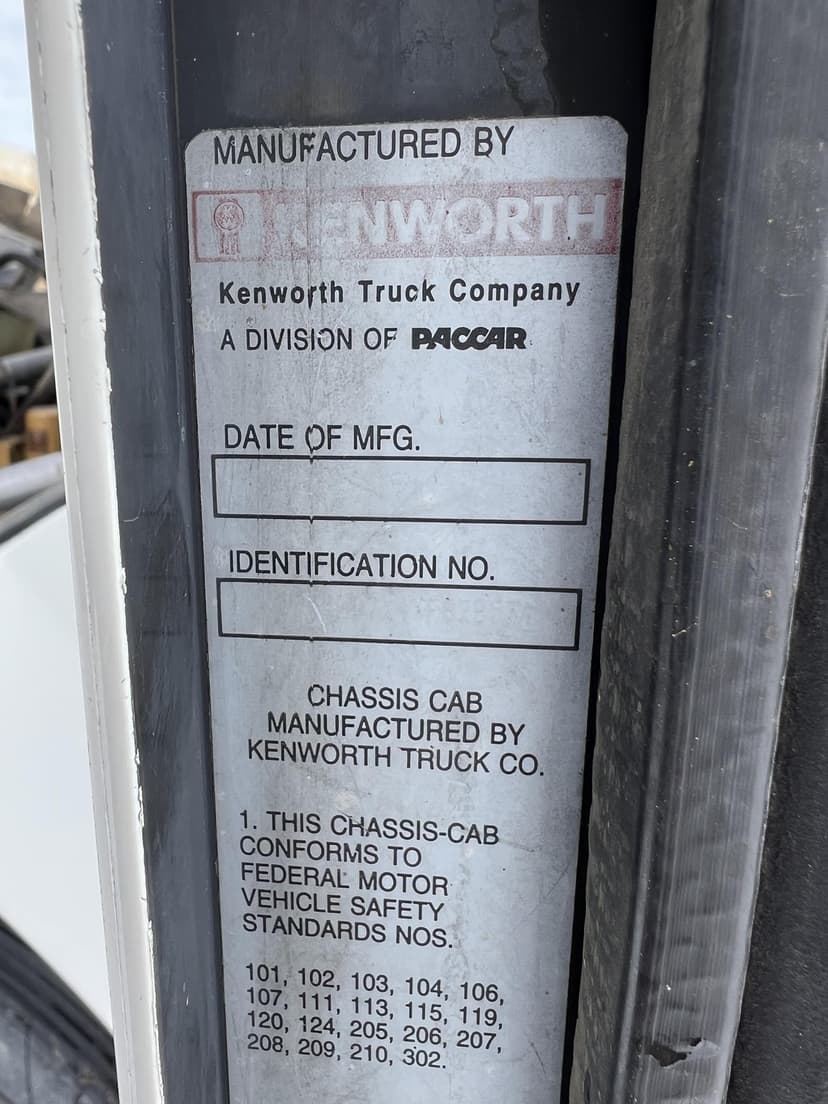 MANUFACTURED BY
KENWORTH
Kenworth Truck Company
A DIVISION OF PACCAR
DATE OF MFG.
IDENTIFICATION NO.
CHASSIS CAB
MANUFACTURED BY
KENWORTH TRUCK CO.
1. THIS CHASSIS-CAB
CONFORMS TO
FEDERAL MOTOR
VEHICLE SAFETY
STANDARDS NOS.
101, 102, 103, 104, 106,
107, 111, 113, 115, 119,
120, 124, 205, 206, 207,
208, 209, 210, 302.